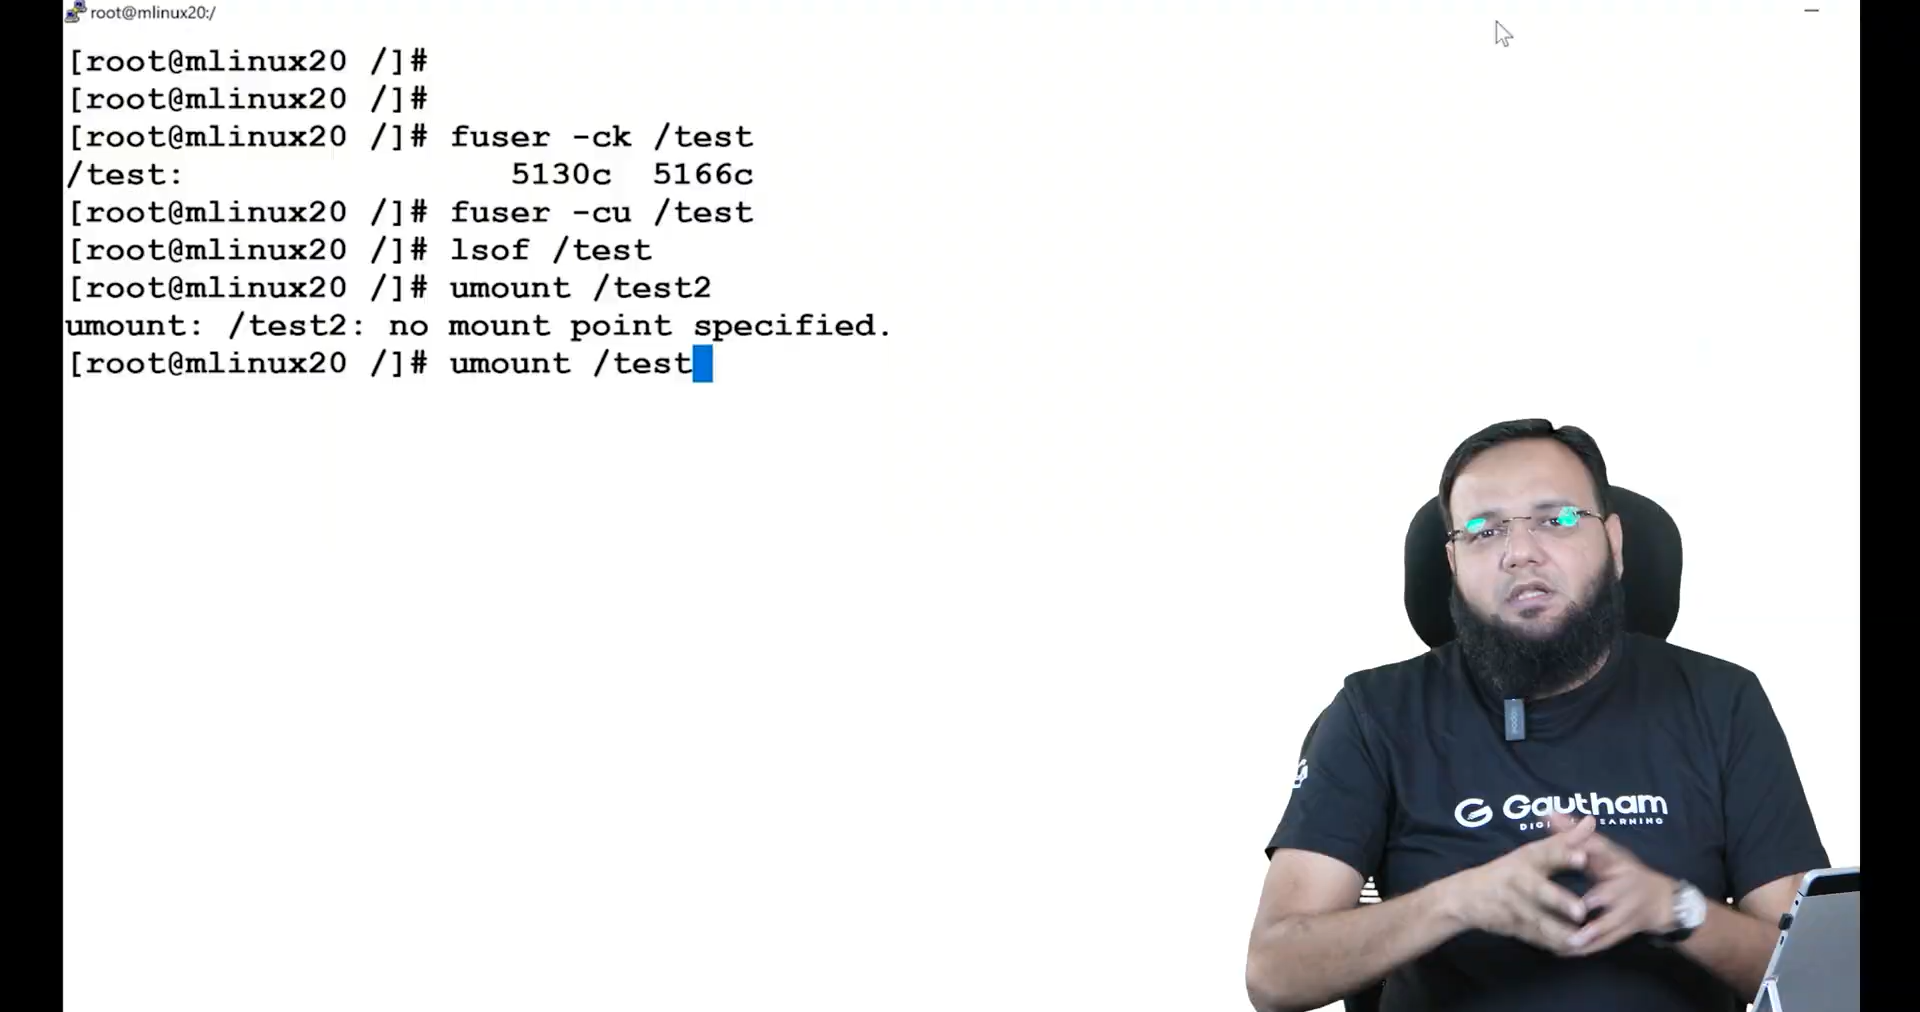 root@mlinux20:/
[root@mlinux20 /]#
[root@mlinux20 /]#
[root@mlinux20 /]# fuser -ck /test
/test: 5130c 5166c
[root@mlinux20 /]# fuser -cu /test
[root@mlinux20 /]# lsof /test
[root@mlinux20 /]# umount /test2
umount: /test2: no mount point specified.
[root@mlinux20 /]# umount /test
G Gautham